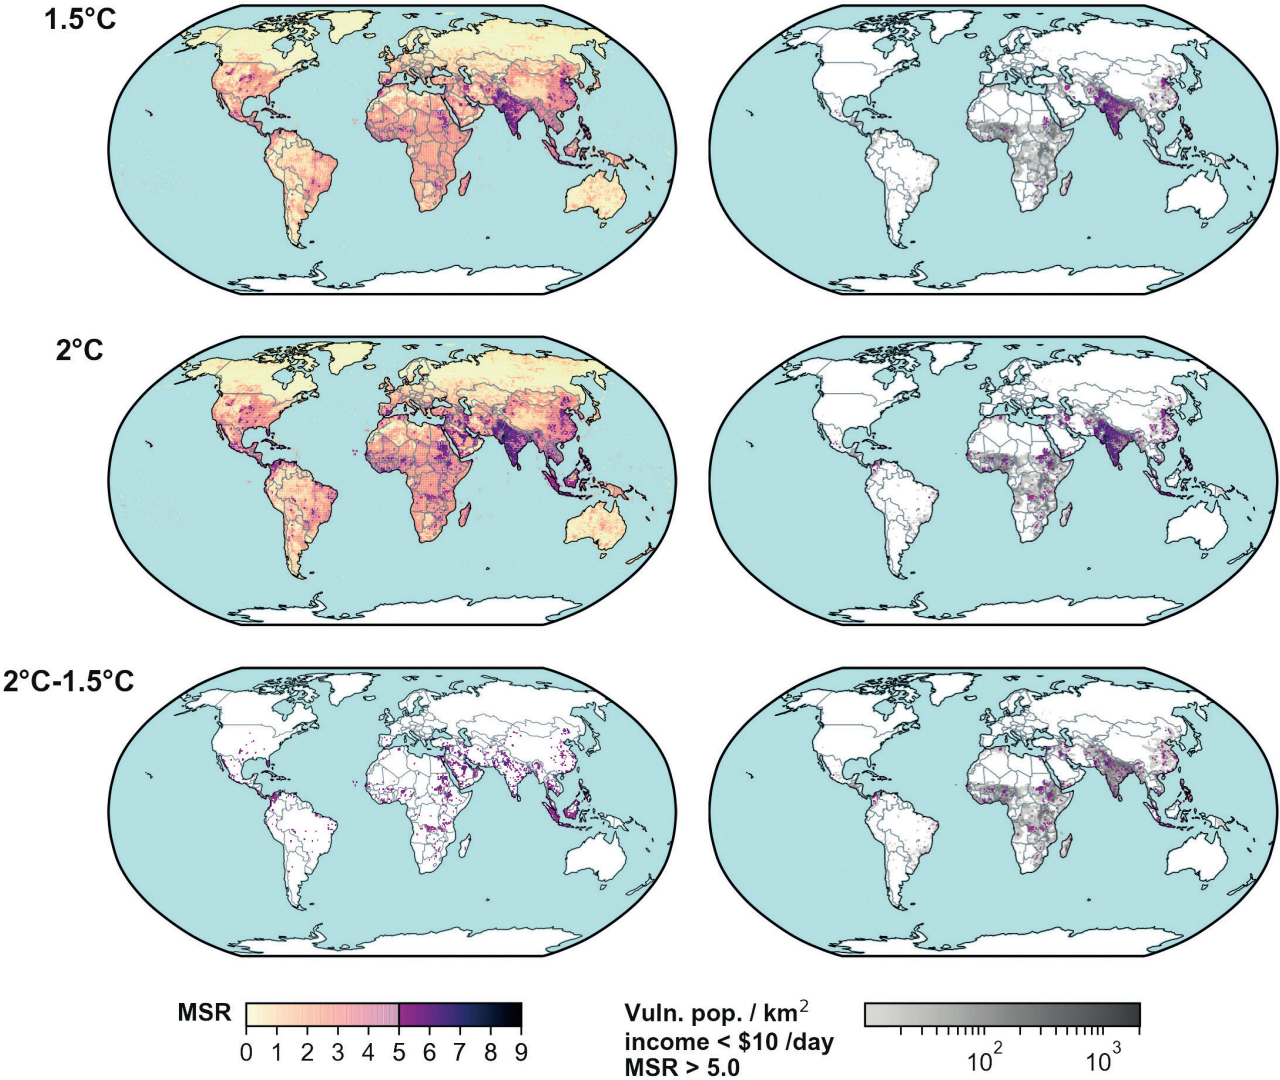 1.5°C
2°C
2°C-1.5°C
MSR
0 1 2 3 4 5 6 7 8 9
Vuln. pop. / km²
income < $10 /day
MSR > 5.0
10² 10³